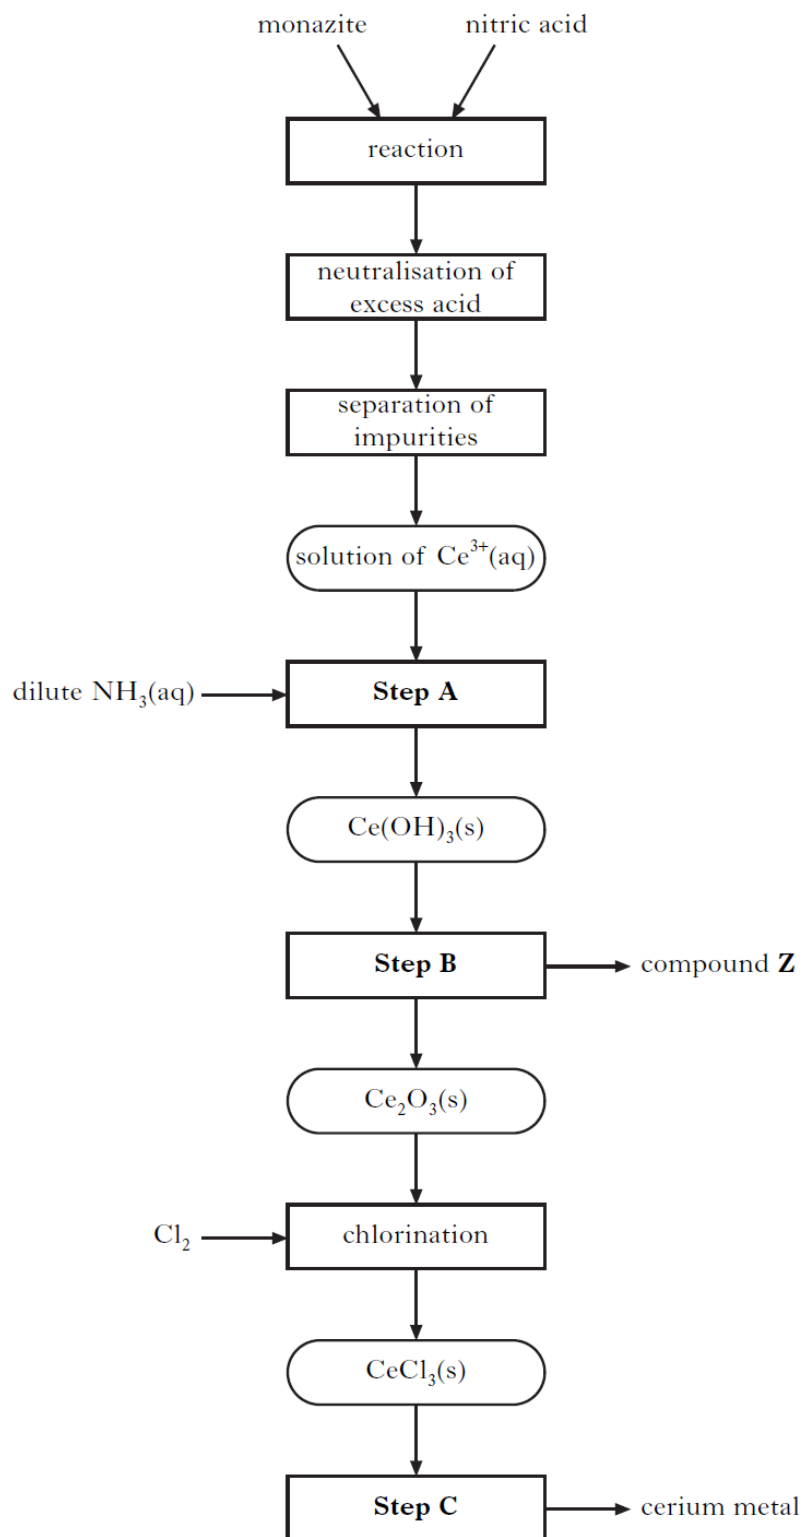 monazite
nitric acid
reaction
neutralisation of
excess acid
separation of
impurities
solution of Ce³⁺(aq)
dilute NH₃(aq)
Step A
Ce(OH)₃(s)
Step B
compound Z
Ce₂O₃(s)
Cl₂
chlorination
CeCl₃(s)
Step C
cerium metal